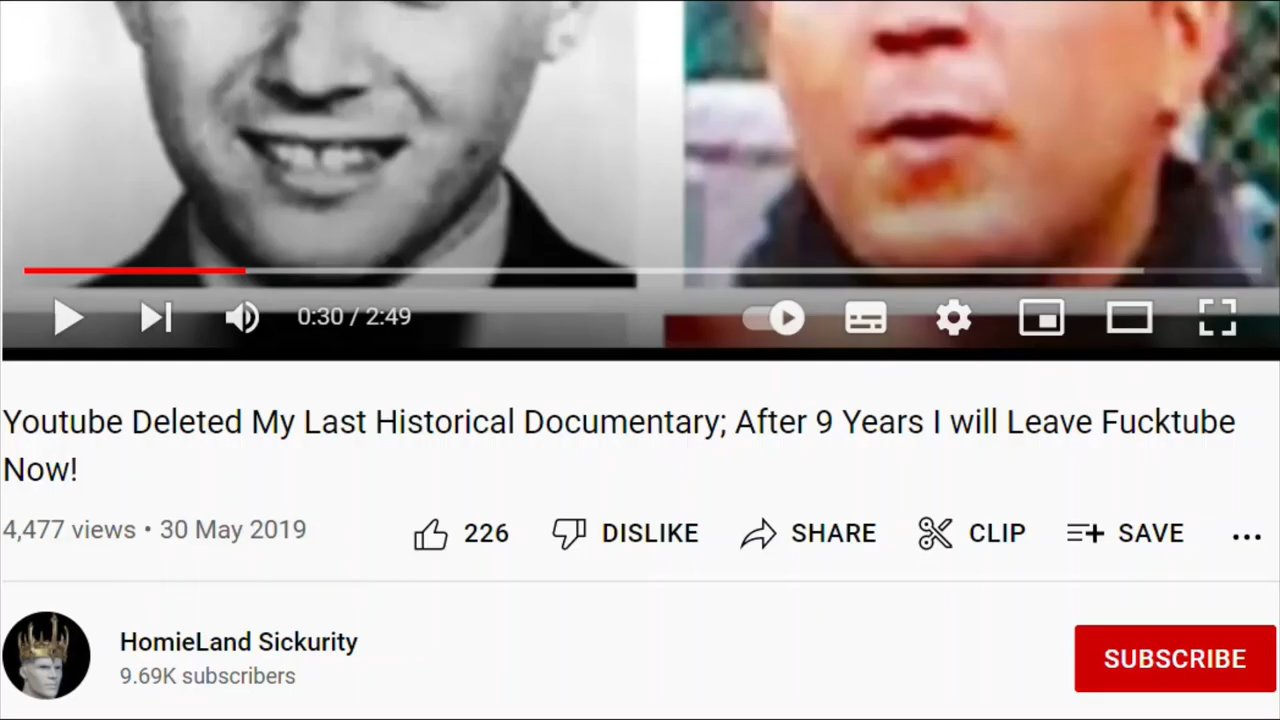 0:30 / 2:49
Youtube Deleted My Last Historical Documentary; After 9 Years I will Leave Fucktube
Now!
4,477 views • 30 May 2019
226
DISLIKE
SHARE
CLIP
SAVE
HomieLand Sickurity
9.69K subscribers
SUBSCRIBE